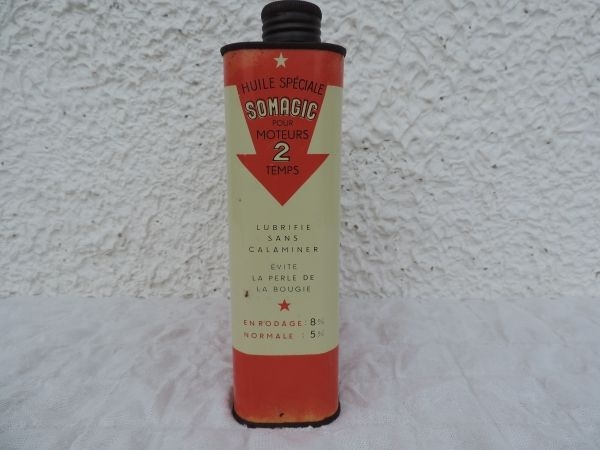 HUILE SPÉCIALE
SOMAGIC
POUR
MOTEURS
2
TEMPS
LUBRIFIE
SANS
CALAMINER
ÉVITE
LA PERLE DE
LA BOUGIE
EN RODAGE : 8%
NORMALE : 5%